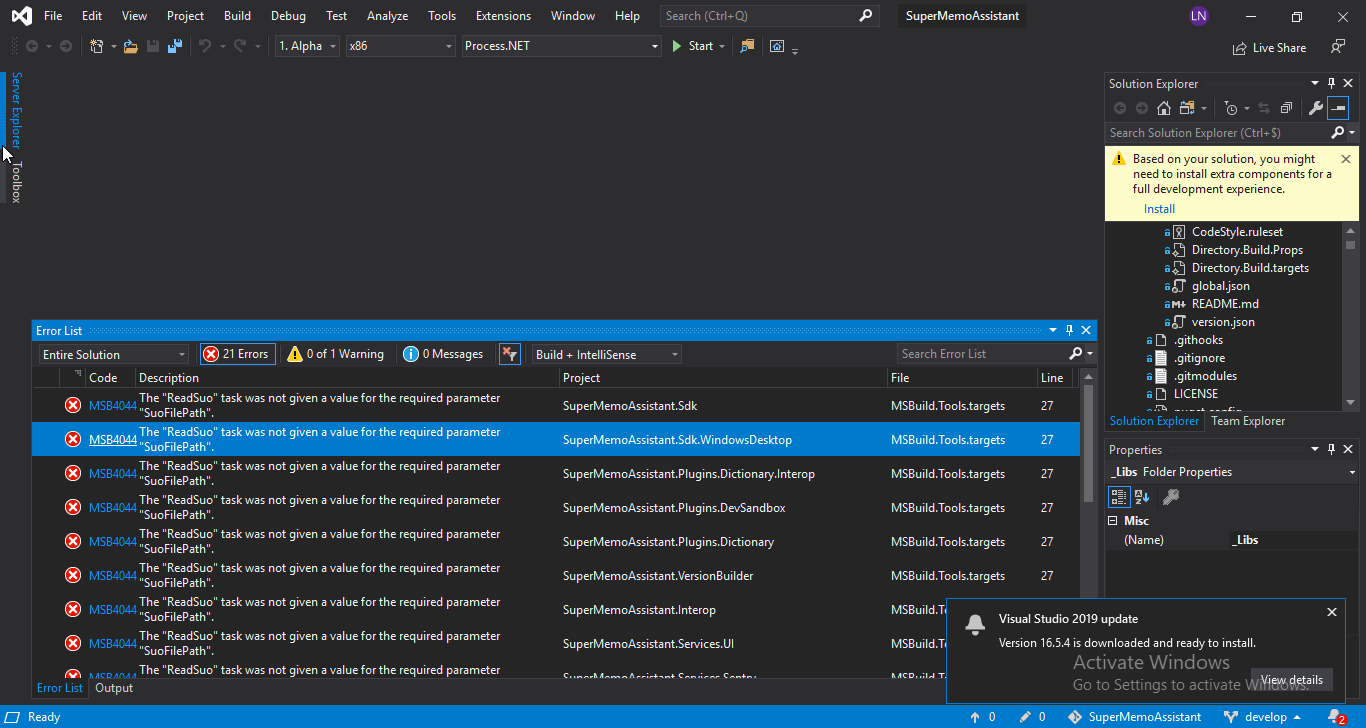 File Edit View Project Build Debug Test Analyze Tools Extensions Window Help Search (Ctrl+Q) SuperMemoAssistant LN
1. Alpha x86 Process.NET Start Live Share
Server Explorer
Toolbox
Solution Explorer
Search Solution Explorer (Ctrl+$)
Based on your solution, you might
need to install extra components for a
full development experience.
Install
CodeStyle.ruleset
Directory.Build.Props
Directory.Build.targets
global.json
README.md
version.json
.githooks
.gitignore
.gitmodules
LICENSE
Solution Explorer Team Explorer
Error List
Entire Solution 21 Errors 0 of 1 Warning 0 Messages Build + IntelliSense Search Error List
Code Description Project File Line
MSB4044 The "ReadSuo" task was not given a value for the required parameter
"SuoFilePath". SuperMemoAssistant.Sdk MSBuild.Tools.targets 27
MSB4044 The "ReadSuo" task was not given a value for the required parameter
"SuoFilePath". SuperMemoAssistant.Sdk.WindowsDesktop MSBuild.Tools.targets 27
MSB4044 The "ReadSuo" task was not given a value for the required parameter
"SuoFilePath". SuperMemoAssistant.Plugins.Dictionary.Interop MSBuild.Tools.targets 27
MSB4044 The "ReadSuo" task was not given a value for the required parameter
"SuoFilePath". SuperMemoAssistant.Plugins.DevSandbox MSBuild.Tools.targets 27
MSB4044 The "ReadSuo" task was not given a value for the required parameter
"SuoFilePath". SuperMemoAssistant.Plugins.Dictionary MSBuild.Tools.targets 27
MSB4044 The "ReadSuo" task was not given a value for the required parameter
"SuoFilePath". SuperMemoAssistant.VersionBuilder MSBuild.Tools.targets 27
MSB4044 The "ReadSuo" task was not given a value for the required parameter
"SuoFilePath". SuperMemoAssistant.Interop
MSB4044 The "ReadSuo" task was not given a value for the required parameter
"SuoFilePath". SuperMemoAssistant.Services.UI
The "ReadSuo" task was not given a value for the required parameter
Error List Output
Properties
_Libs Folder Properties
Misc
(Name) _Libs
Visual Studio 2019 update
Version 16.5.4 is downloaded and ready to install.
View details
Activate Windows
Go to Settings to activate Windows.
Ready 0 0 SuperMemoAssistant develop 2